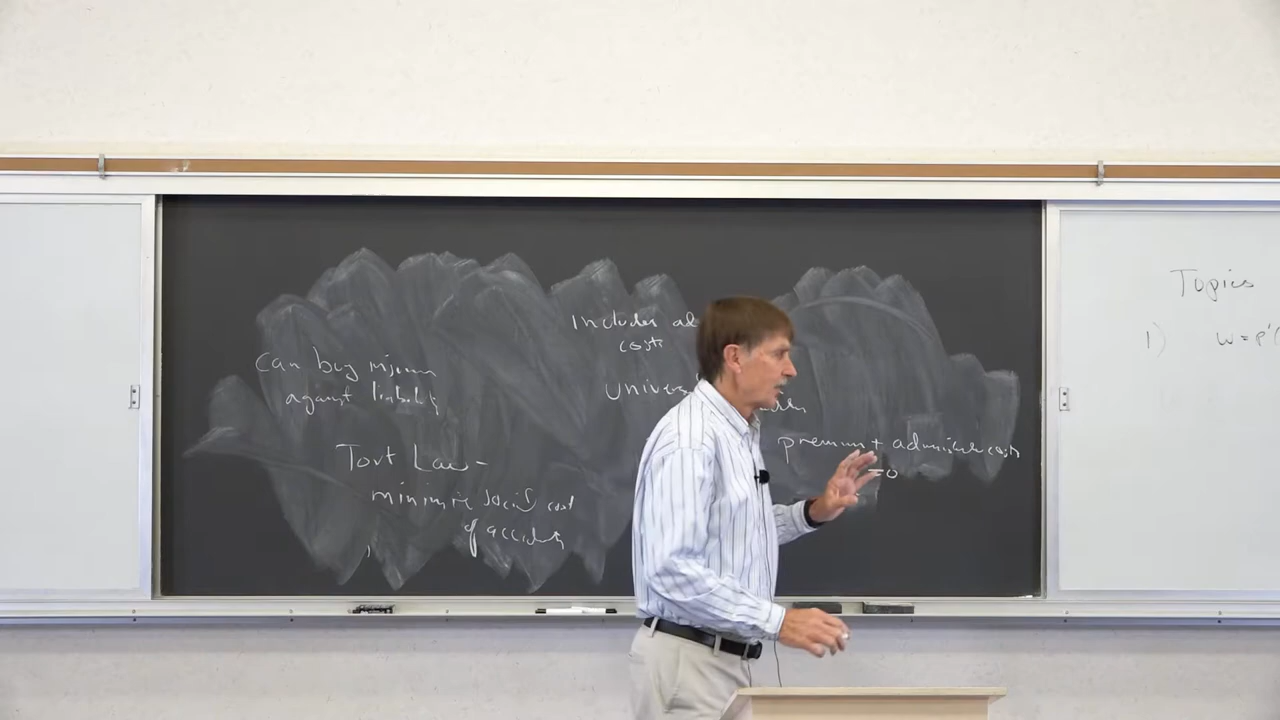 Can buy
against liability
Tort Law -
minimize social cost
of accidents
Includes ad
costs
Univers
premium + administrative costs
=0
Topics
1) W=P'(